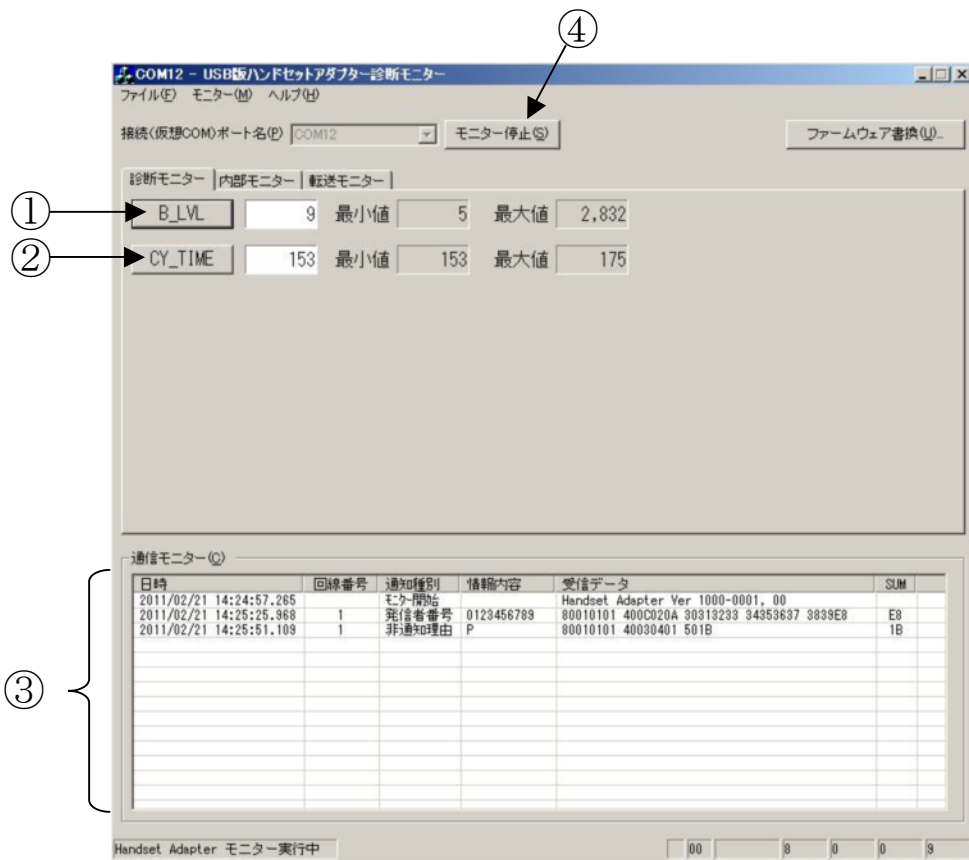 ④
COM12 - USB版ハンドセットアダプター診断モニター
ファイル(F) モニター(M) ヘルプ(H)
接続(仮想COM)ポート名(P) COM12 モニター停止(S) ファームウェア書換(U)...
診断モニター 内部モニター 転送モニター
① B_LVL 9 最小値 5 最大値 2,832
② CY_TIME 153 最小値 153 最大値 175
通信モニター(C)
日時 回線番号 通知種別 情報内容 受信データ SUM
2011/02/21 14:24:57.265 モニター開始 Handset Adapter Ver 1000-0001, 00
2011/02/21 14:25:25.968 1 発信者番号 0123456789 80010101 400C020A 30313233 34353637 3839E8 E8
2011/02/21 14:25:51.109 1 非通知理由 P 80010101 40030401 501B 1B
③
Handset Adapter モニター実行中 00 8 0 0 9